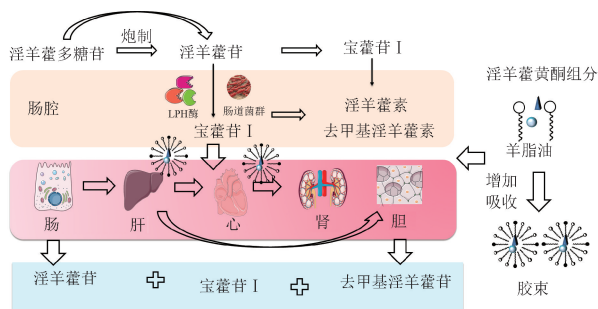 炮制
淫羊藿多糖苷
淫羊藿苷
宝藿苷Ⅰ
肠腔
LPH酶
肠道菌群
宝藿苷Ⅰ
淫羊藿素
去甲基淫羊藿素
淫羊藿黄酮组分
羊脂油
增加
吸收
胶束
肠
肝
心
肾
胆
淫羊藿苷
宝藿苷Ⅰ
去甲基淫羊藿苷